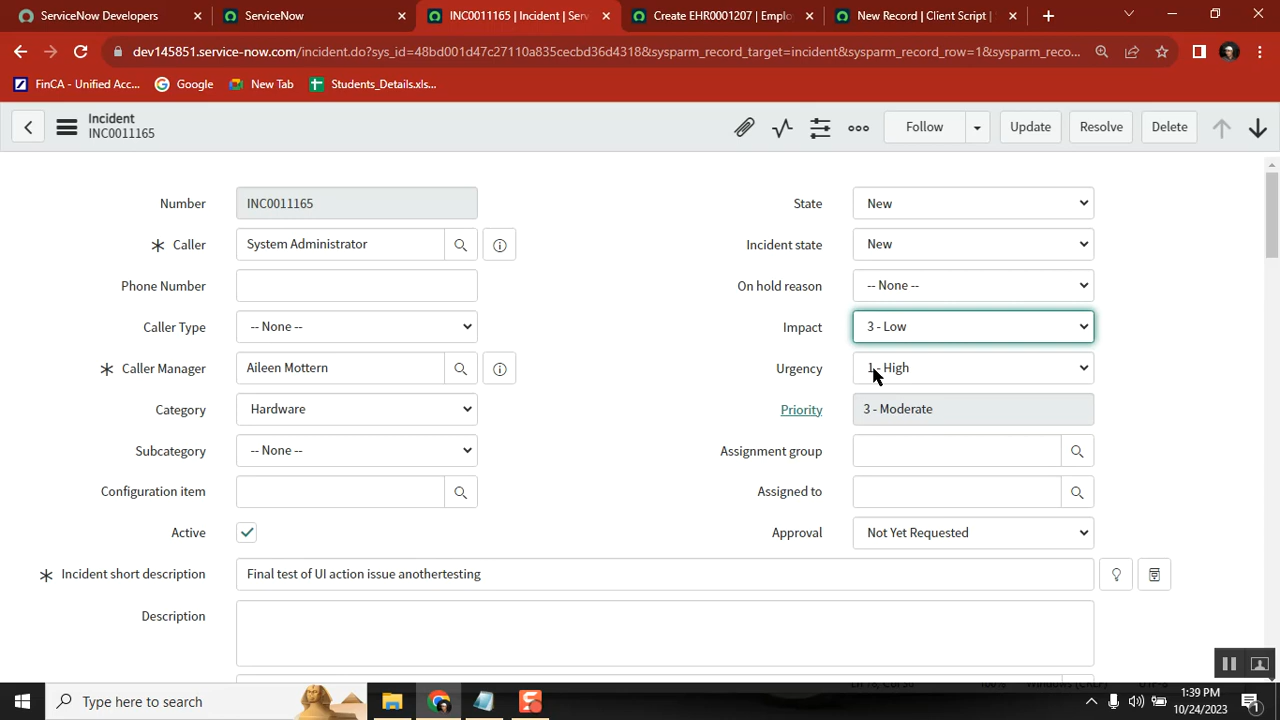 ServiceNow Developers
ServiceNow
INC0011165 | Incident | Serv
Create EHR0001207 | Emplo
New Record | Client Script |
dev145851.service-now.com/incident.do?sys_id=48bd001d47c27110a835cecbd36d4318&sysparm_record_target=incident&sysparm_record_row=1&sysparm_reco...
FinCA - Unified Acc...
Google
New Tab
Students_Details.xls...
Incident
INC0011165
Follow
Update
Resolve
Delete
Number
INC0011165
State
New
Caller
System Administrator
Incident state
New
Phone Number
On hold reason
-- None --
Caller Type
-- None --
Impact
3 - Low
Caller Manager
Aileen Mottern
Urgency
1 - High
Category
Hardware
Priority
3 - Moderate
Subcategory
-- None --
Assignment group
Configuration item
Assigned to
Active
Approval
Not Yet Requested
Incident short description
Final test of UI action issue anothertesting
Description
Type here to search
1:39 PM
10/24/2023
1